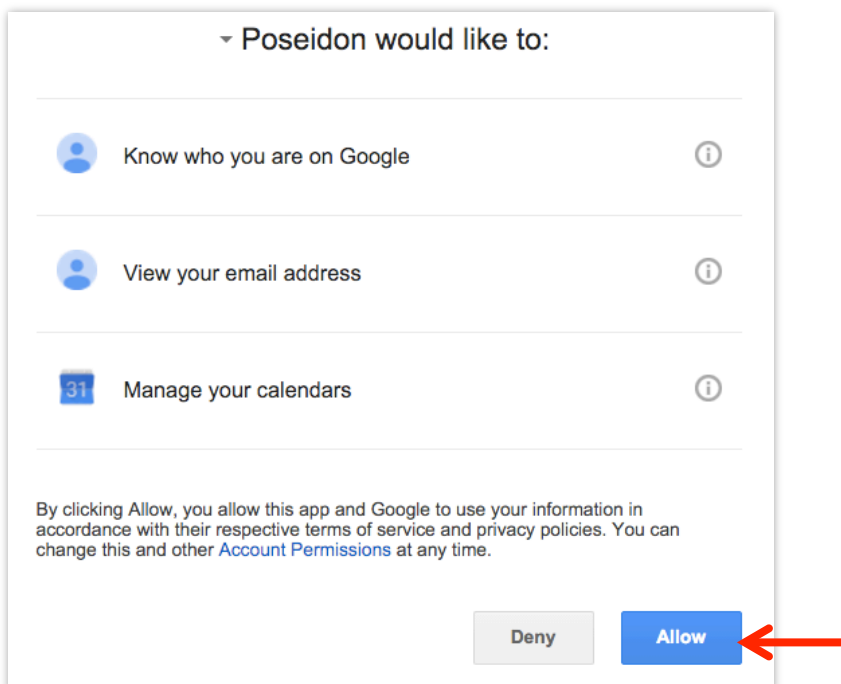 Poseidon would like to:
Know who you are on Google
View your email address
31
Manage your calendars
By clicking Allow, you allow this app and Google to use your information in
accordance with their respective terms of service and privacy policies. You can
change this and other Account Permissions at any time.
Deny
Allow